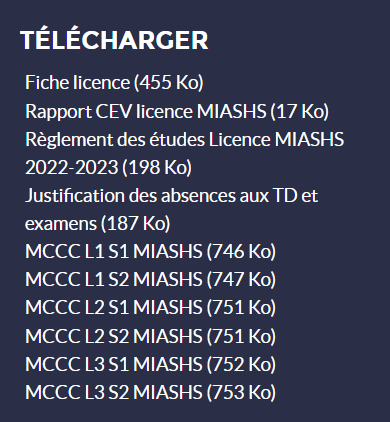 TÉLÉCHARGER
Fiche licence (455 Ko)
Rapport CEV licence MIASHS (17 Ko)
Règlement des études Licence MIASHS
2022-2023 (198 Ko)
Justification des absences aux TD et
examens (187 Ko)
MCCC L1 S1 MIASHS (746 Ko)
MCCC L1 S2 MIASHS (747 Ko)
MCCC L2 S1 MIASHS (751 Ko)
MCCC L2 S2 MIASHS (751 Ko)
MCCC L3 S1 MIASHS (752 Ko)
MCCC L3 S2 MIASHS (753 Ko)